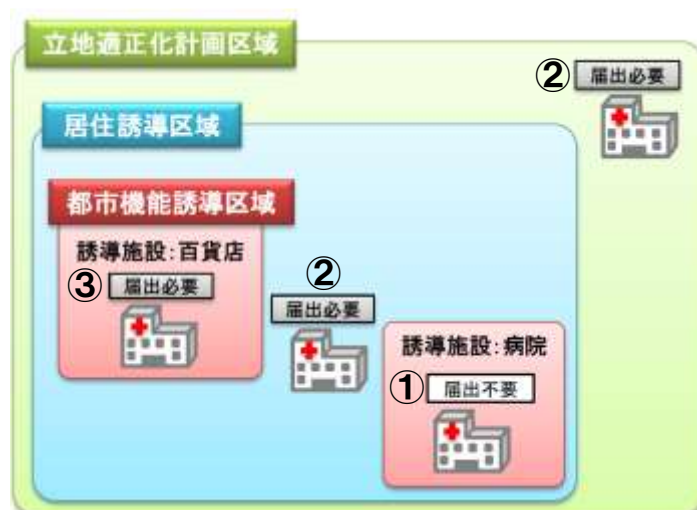 立地適正化計画区域
② 届出必要
居住誘導区域
都市機能誘導区域
誘導施設:百貨店
③ 届出必要
②
届出必要
誘導施設:病院
① 届出不要